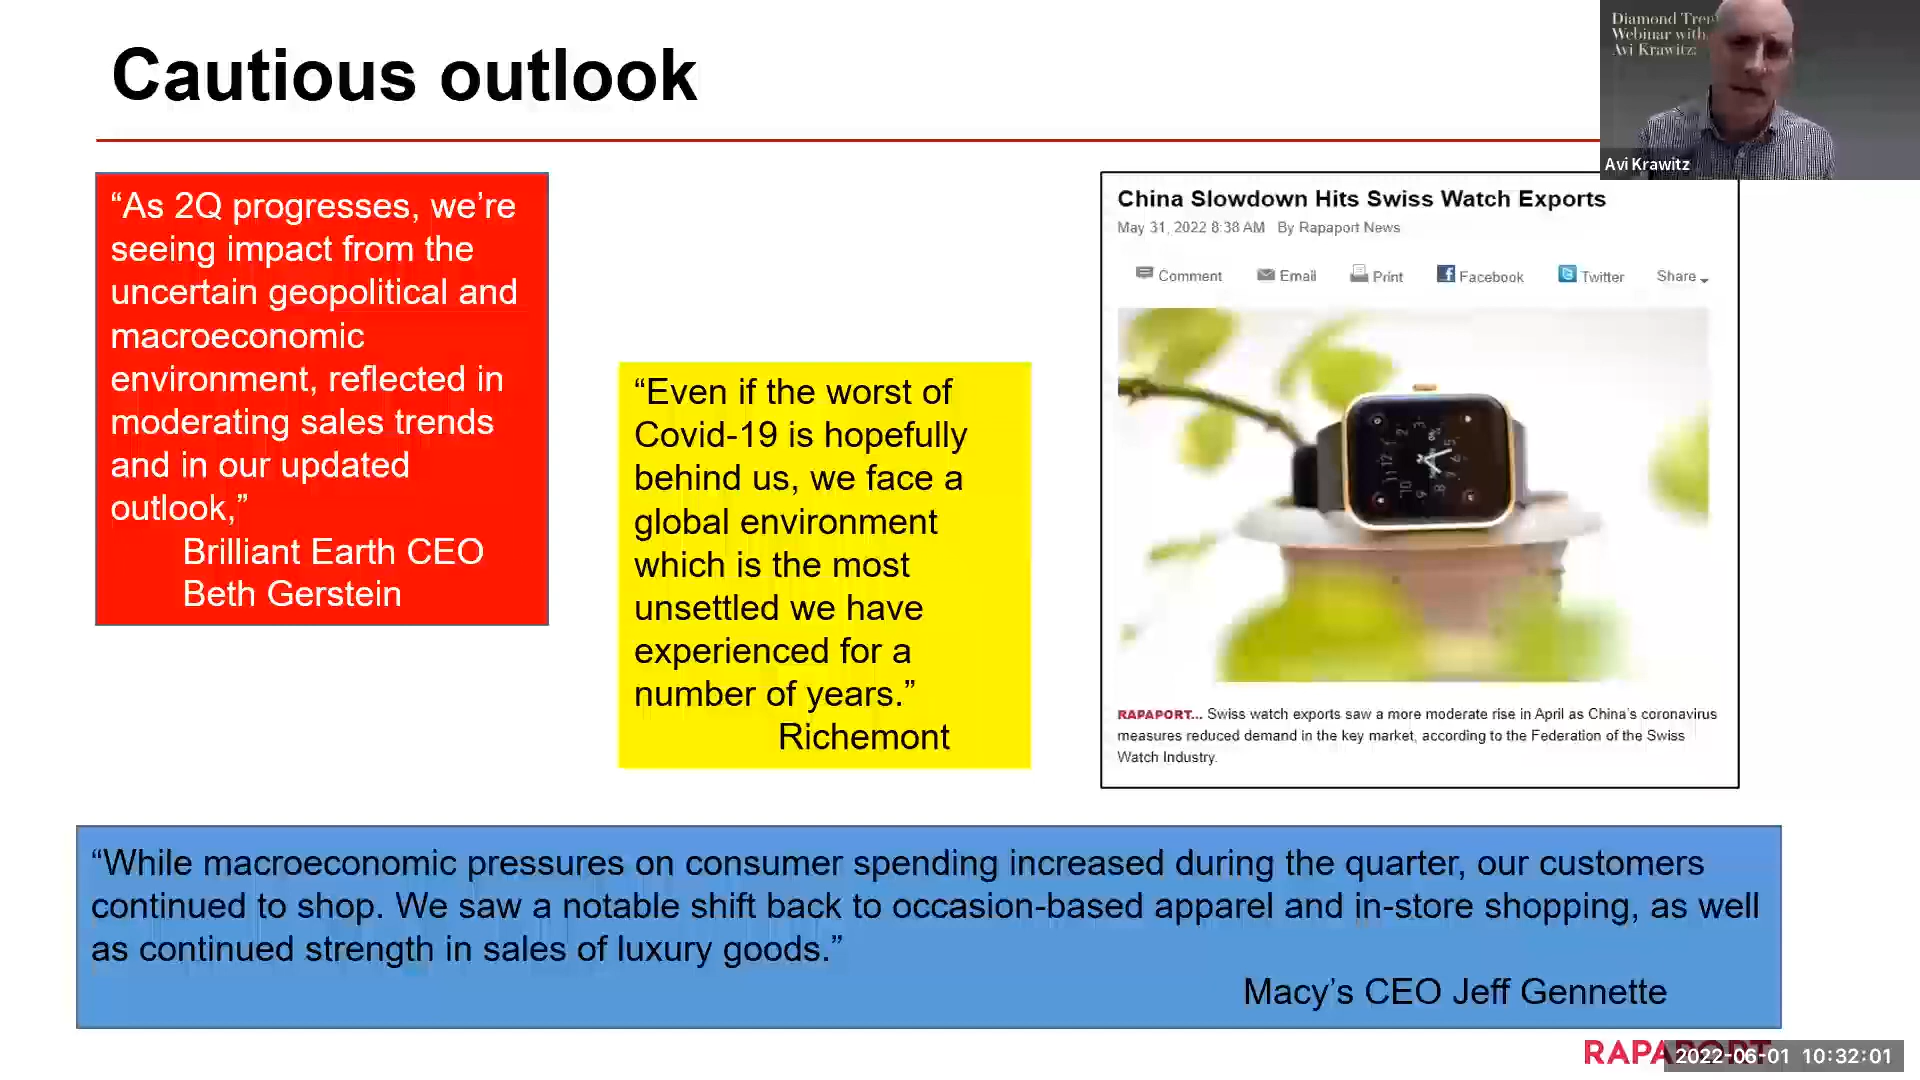 Cautious outlook
Diamond Tren
Webinar with
Avi Krawitz:
Avi Krawitz
“As 2Q progresses, we’re
seeing impact from the
uncertain geopolitical and
macroeconomic
environment, reflected in
moderating sales trends
and in our updated
outlook,”
Brilliant Earth CEO
Beth Gerstein
“Even if the worst of
Covid-19 is hopefully
behind us, we face a
global environment
which is the most
unsettled we have
experienced for a
number of years.”
Richemont
China Slowdown Hits Swiss Watch Exports
May 31, 2022 8:38 AM By Rapaport News
Comment Email Print Facebook Twitter Share
RAPAPORT... Swiss watch exports saw a more moderate rise in April as China’s coronavirus
measures reduced demand in the key market, according to the Federation of the Swiss
Watch Industry.
“While macroeconomic pressures on consumer spending increased during the quarter, our customers
continued to shop. We saw a notable shift back to occasion-based apparel and in-store shopping, as well
as continued strength in sales of luxury goods.”
Macy’s CEO Jeff Gennette
RAPAPORT
2022-06-01 10:32:01